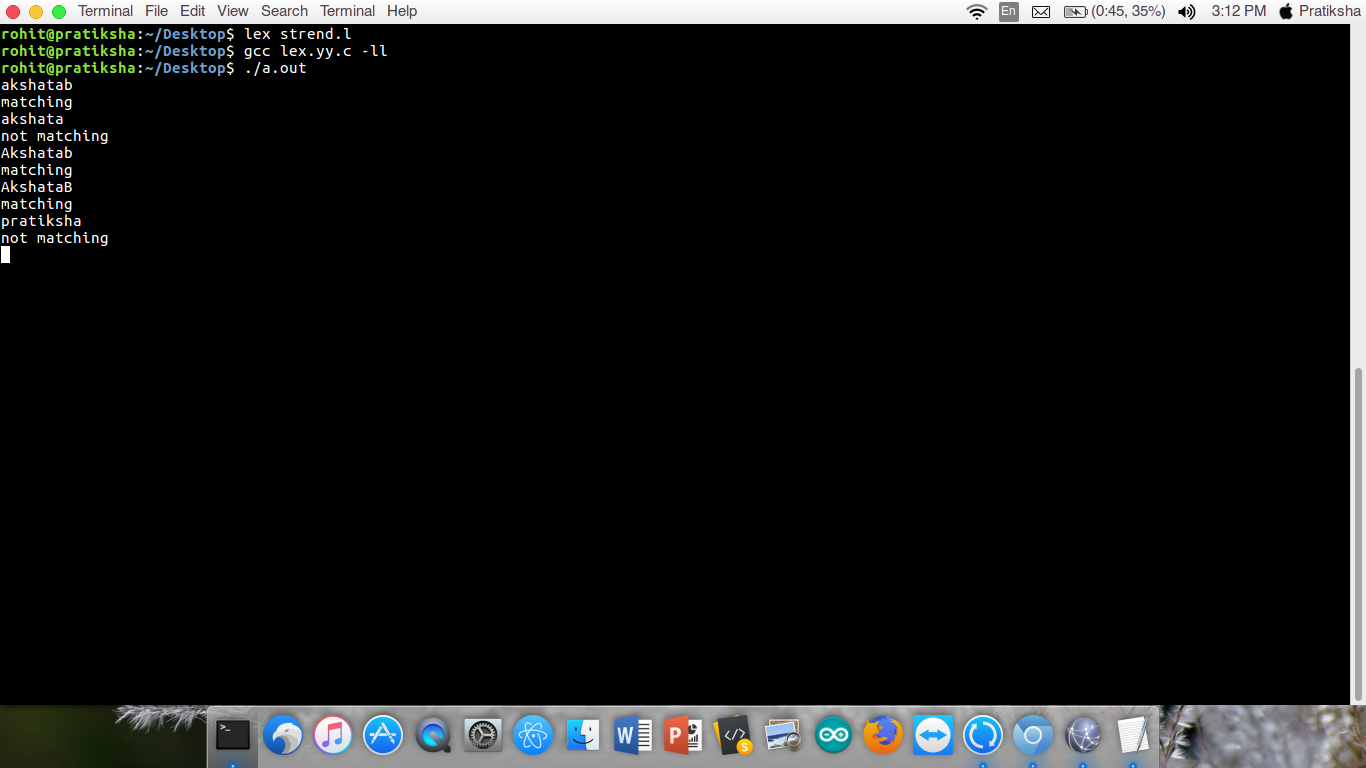 Terminal File Edit View Search Terminal Help En (0:45, 35%) 3:12 PM Pratiksha
rohit@pratiksha:~/Desktop$ lex strend.l
rohit@pratiksha:~/Desktop$ gcc lex.yy.c -ll
rohit@pratiksha:~/Desktop$ ./a.out
akshatab
matching
akshata
not matching
Akshatab
matching
AkshataB
matching
pratiksha
not matching
>_ W P </> S